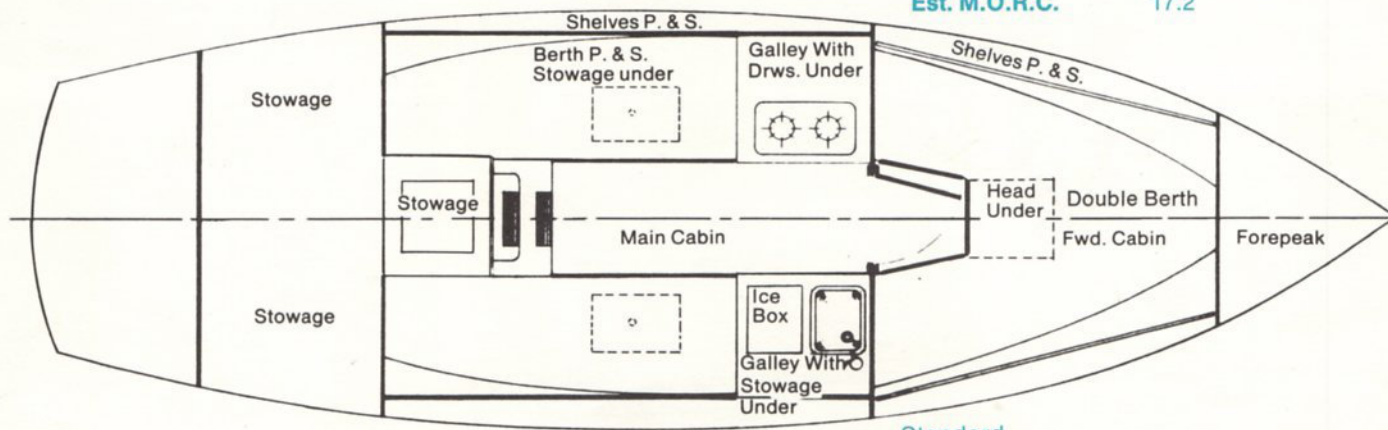 Est. M.O.R.C. 17.2
Shelves P. & S.
Berth P. & S.
Stowage under
Galley With
Drws. Under
Shelves P. & S.
Stowage
Stowage
Main Cabin
Head
Under
Double Berth
Fwd. Cabin
Forepeak
Stowage
Ice
Box
Galley With
Stowage
Under
Standard